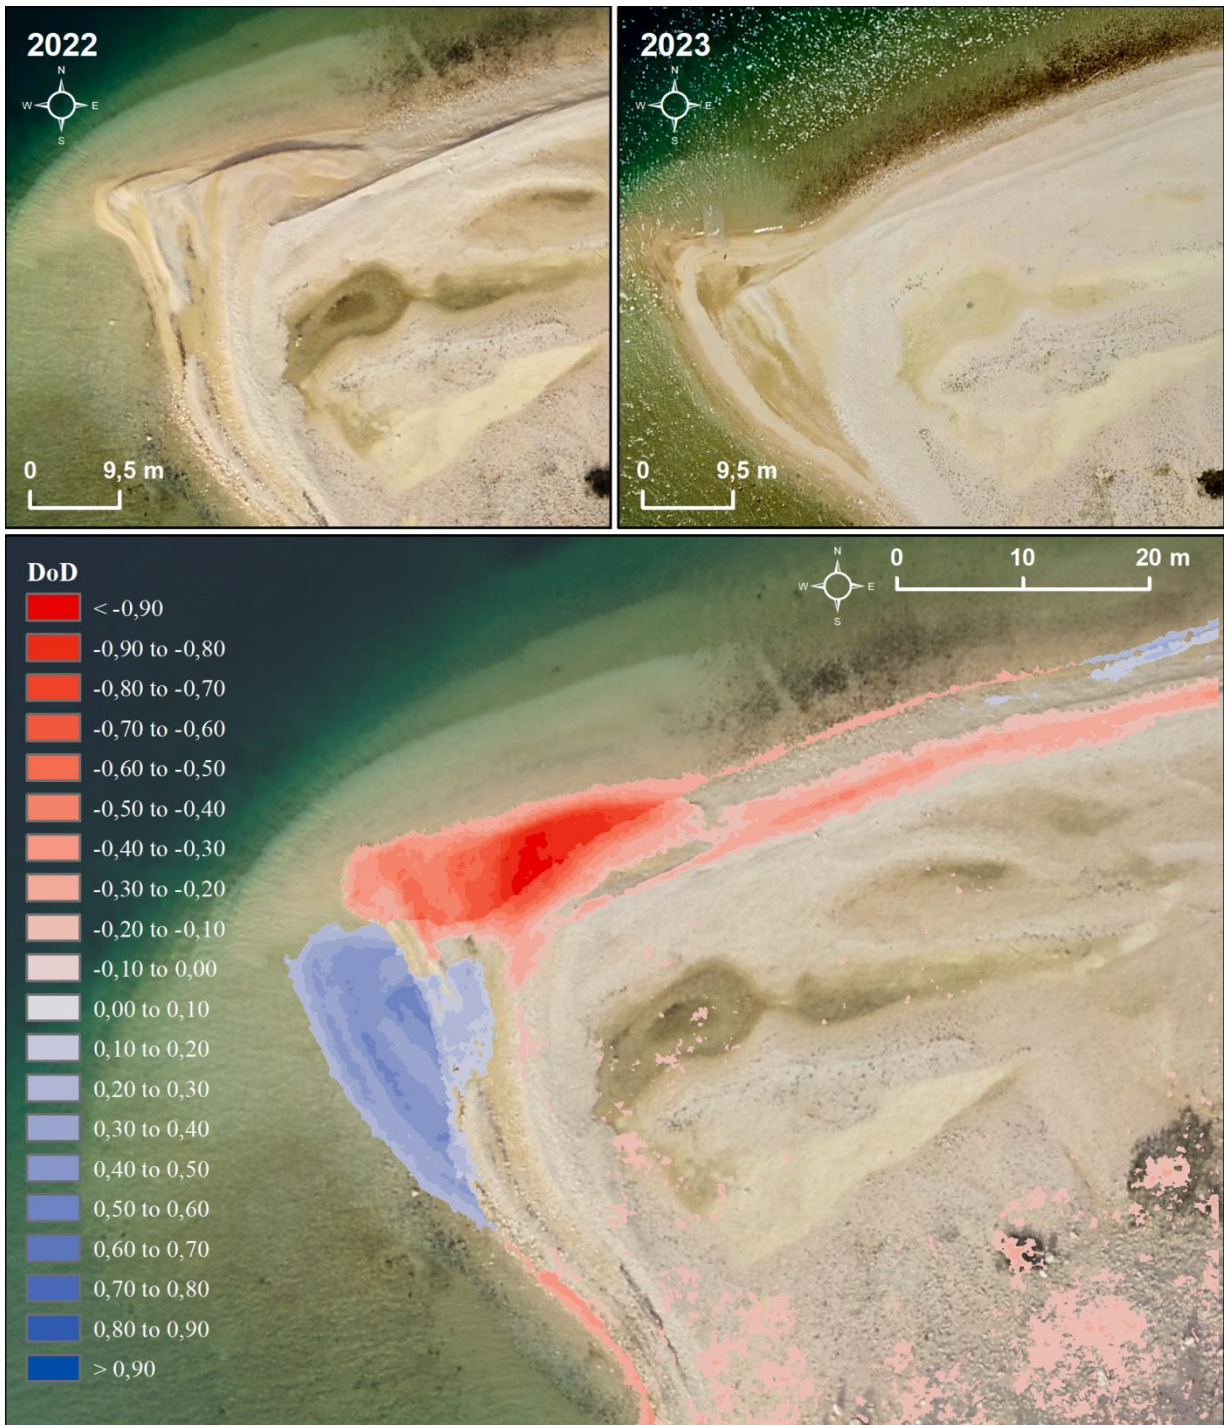 2022
N
W E
S
0 9,5 m
2023
N
W E
S
0 9,5 m
DoD
< -0,90
-0,90 to -0,80
-0,80 to -0,70
-0,70 to -0,60
-0,60 to -0,50
-0,50 to -0,40
-0,40 to -0,30
-0,30 to -0,20
-0,20 to -0,10
-0,10 to 0,00
0,00 to 0,10
0,10 to 0,20
0,20 to 0,30
0,30 to 0,40
0,40 to 0,50
0,50 to 0,60
0,60 to 0,70
0,70 to 0,80
0,80 to 0,90
> 0,90
N
W E
S
0 10 20 m